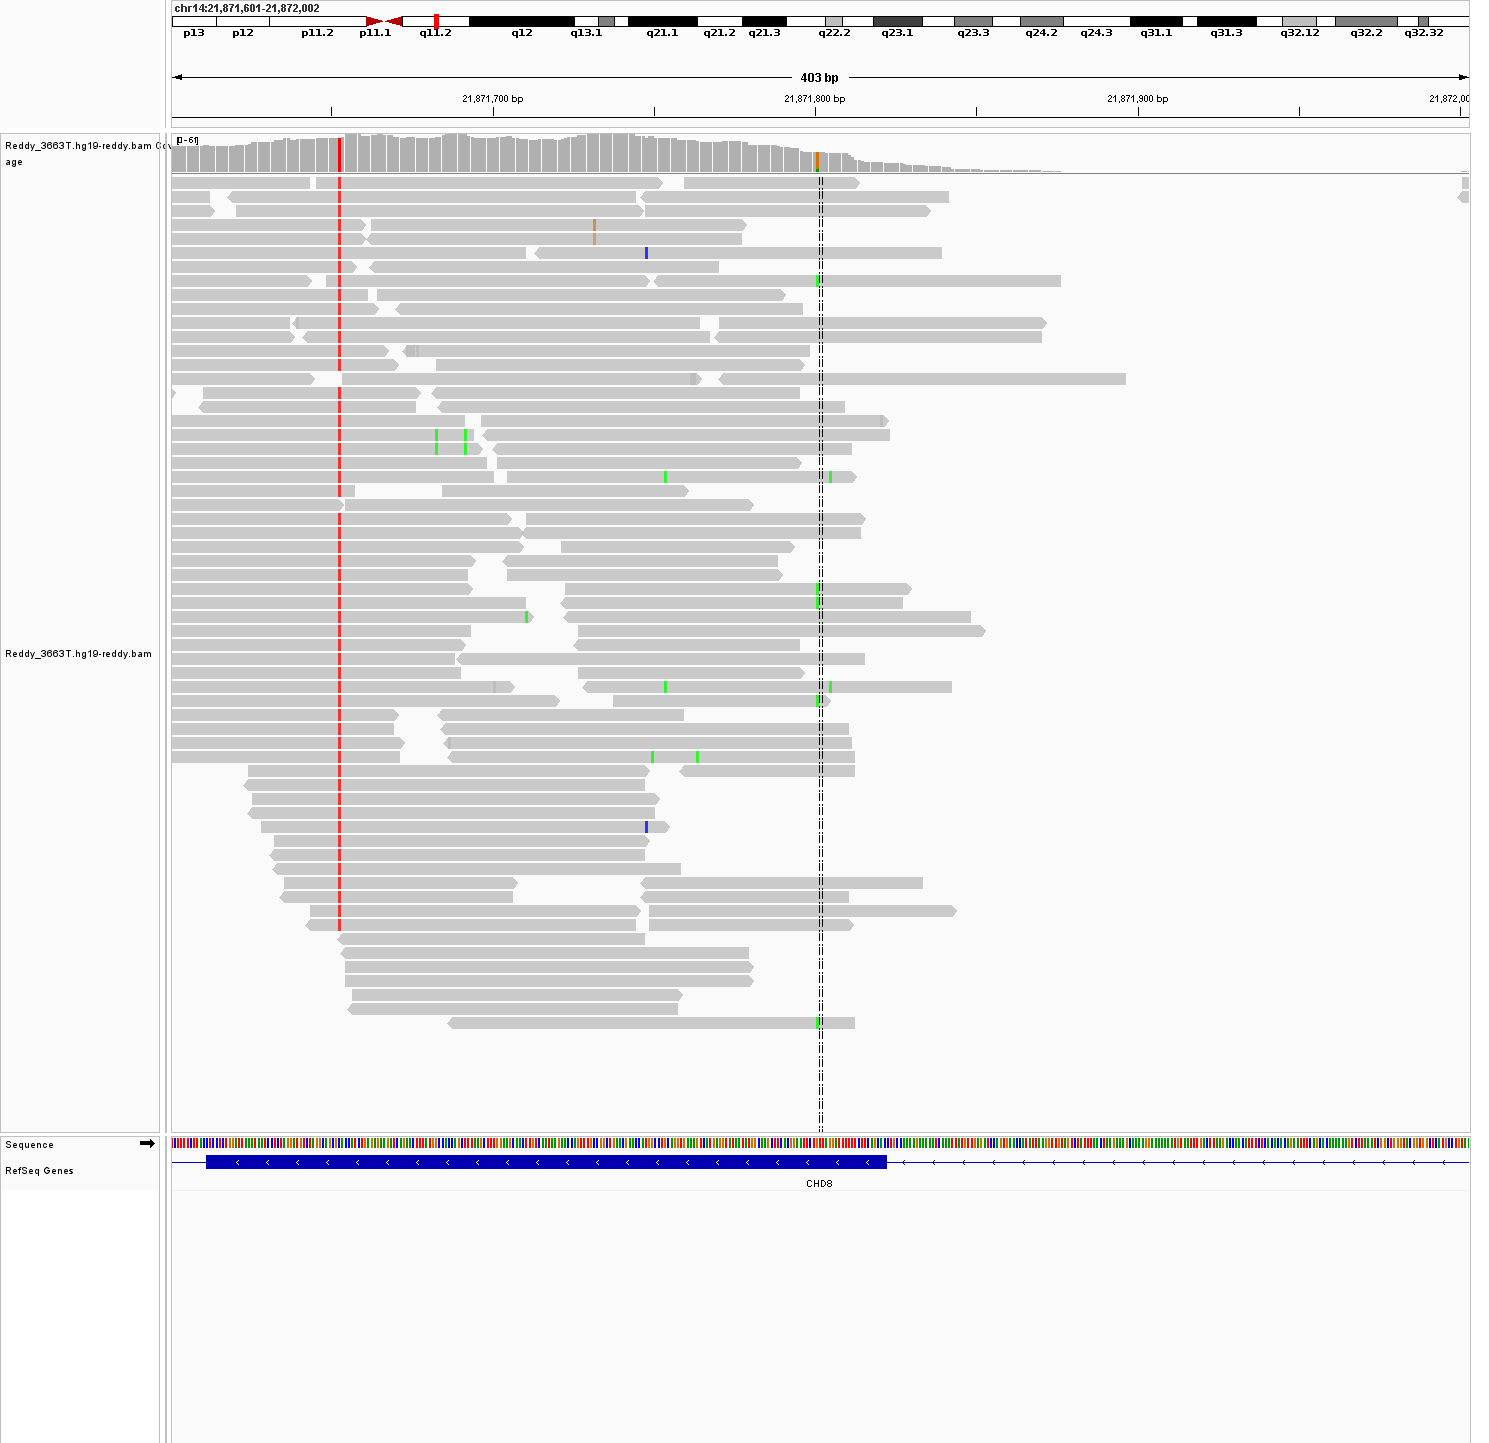 chr14:21,871,601-21,872,002
p13 p12 p11.2 p11.1 q11.2 q12 q13.1 q21.1 q21.2 q21.3 q22.2 q23.1 q23.3 q24.2 q24.3 q31.1 q31.3 q32.12 q32.2 q32.32
403 bp
21,871,700 bp 21,871,800 bp 21,871,900 bp 21,872,00
Reddy_3663T.hg19-reddy.bam Cov
age
[0-61]
Reddy_3663T.hg19-reddy.bam
Sequence
RefSeq Genes
CHD8